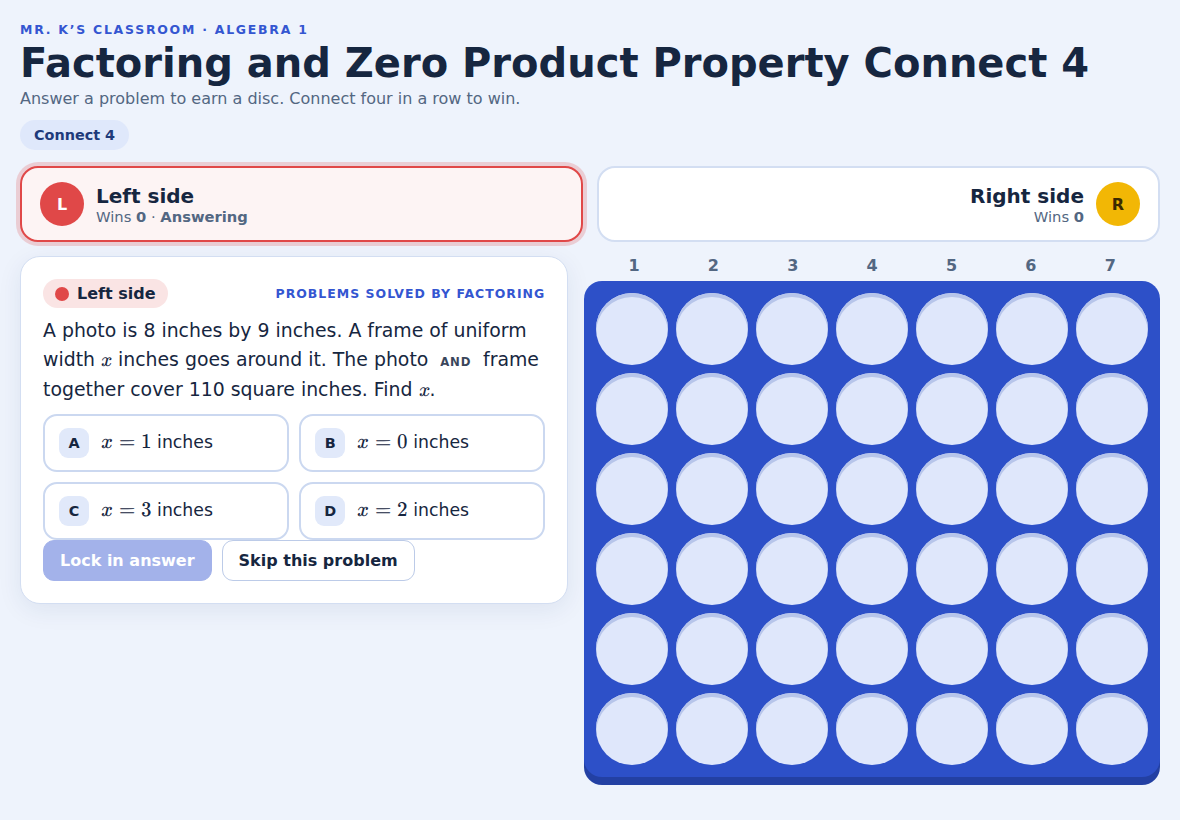 MR. K’S CLASSROOM · ALGEBRA 1
Factoring and Zero Product Property Connect 4
Answer a problem to earn a disc. Connect four in a row to win.
Connect 4
L
Left side
Wins 0 · Answering
Right side
Wins 0
R
Left side
PROBLEMS SOLVED BY FACTORING
A photo is 8 inches by 9 inches. A frame of uniform
width x inches goes around it. The photo AND frame
together cover 110 square inches. Find x.
A x = 1 inches
B x = 0 inches
C x = 3 inches
D x = 2 inches
Lock in answer
Skip this problem
1 2 3 4 5 6 7